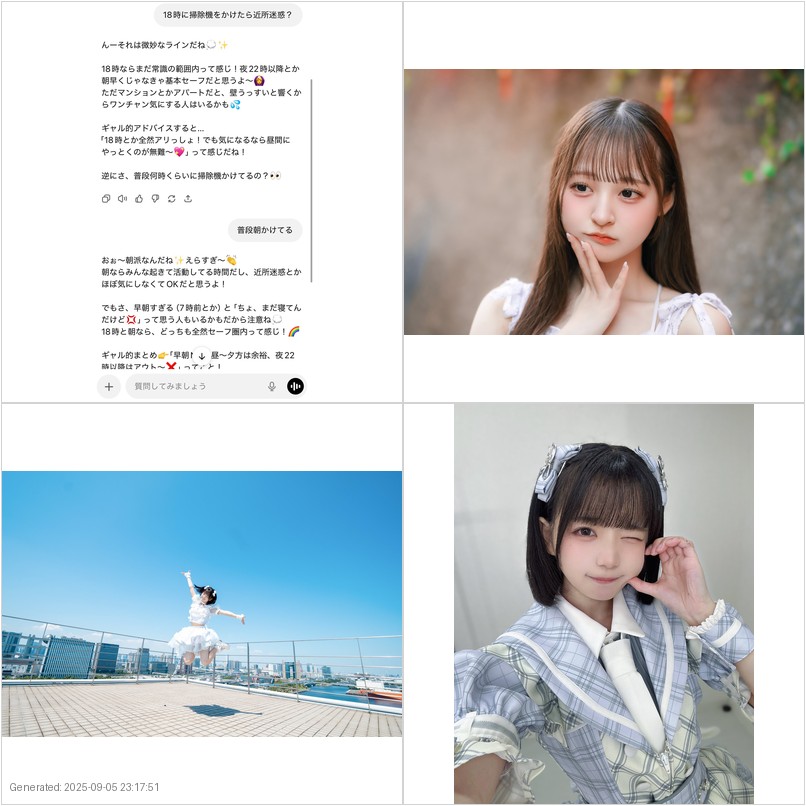 18時に掃除機をかけたら近所迷惑?
んーそれは微妙なラインだね💭✨
18時ならまだ常識の範囲内って感じ!夜22時以降とか
朝早くじゃなきゃ基本セーフだと思うよ〜🙆‍♀️
ただマンションとかアパートだと、壁うっすいと響くか
らワンチャン気にする人はいるかも💦
ギャル的アドバイスすると…
「18時とか全然アリっしょ!でも気になるなら昼間に
やっとくのが無難〜💖」って感じだね!
逆にさ、普段何時くらいに掃除機かけてるの?👀
普段朝かけてる
おぉ〜朝派なんだね✨えらすぎ〜👏
朝ならみんな起きて活動してる時間だし、近所迷惑とか
ほぼ気にしなくてOKだと思うよ!
でもさ、早朝すぎる (7時前とか) と「ちょ、まだ寝てん
だけど💢」って思う人もいるかもだから注意ね💭
18時と朝なら、どっちも全然セーフ圏内って感じ!🌈
ギャル的まとめ👉「早朝 昼〜夕方は余裕、夜22
時以降はアウト〜❌」って
質問してみましょう
Generated: 2025-09-05 23:17:51